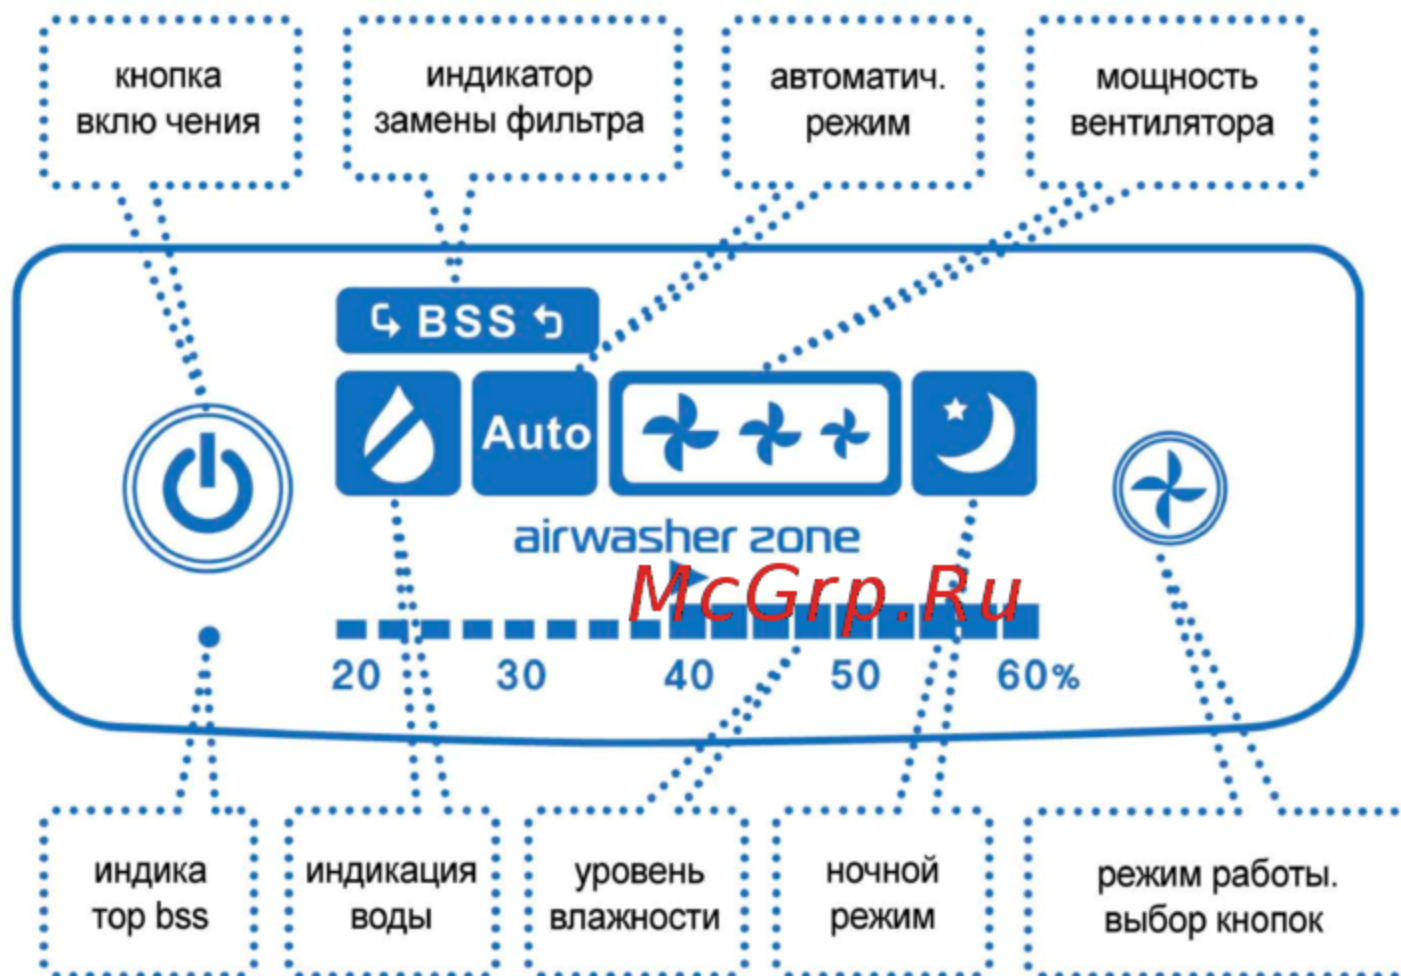 кнопка
вклю чения
индикатор
замены фильтра
автоматич.
режим
мощность
вентилятора
BSS
Auto
airwasher zone
McGrp.Ru
20 30 40 50 60%
индика
тор bss
индикация
воды
уровень
влажности
ночной
режим
режим работы.
выбор кнопок